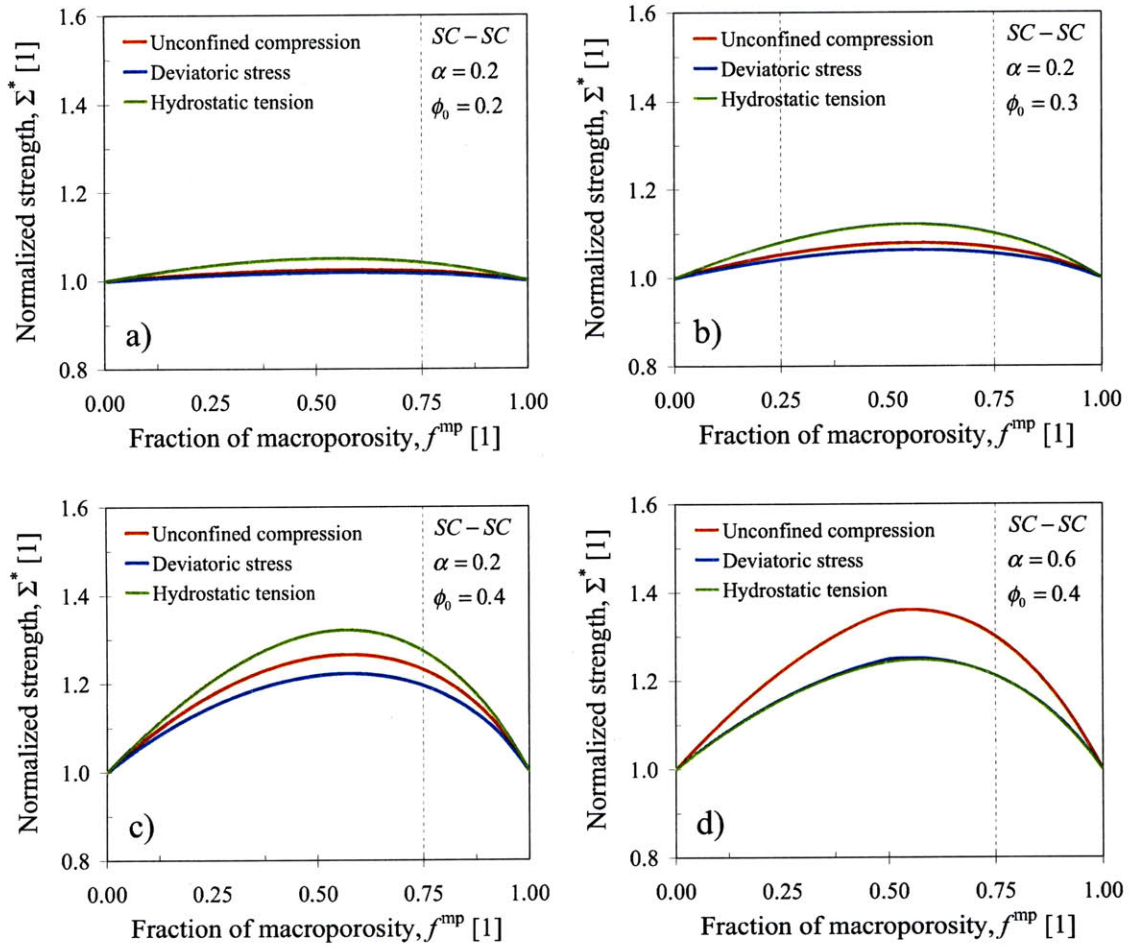 Normalized strength, Σ* [1]
1.6
1.4
1.2
1.0
0.8
Unconfined compression
Deviatoric stress
Hydrostatic tension
SC – SC
α = 0.2
ϕ₀ = 0.2
a)
0.00 0.25 0.50 0.75 1.00
Fraction of macroporosity, f^mp [1]
Normalized strength, Σ* [1]
1.6
1.4
1.2
1.0
0.8
Unconfined compression
Deviatoric stress
Hydrostatic tension
SC – SC
α = 0.2
ϕ₀ = 0.3
b)
0.00 0.25 0.50 0.75 1.00
Fraction of macroporosity, f^mp [1]
Normalized strength, Σ* [1]
1.6
1.4
1.2
1.0
0.8
Unconfined compression
Deviatoric stress
Hydrostatic tension
SC – SC
α = 0.2
ϕ₀ = 0.4
c)
0.00 0.25 0.50 0.75 1.00
Fraction of macroporosity, f^mp [1]
Normalized strength, Σ* [1]
1.6
1.4
1.2
1.0
0.8
Unconfined compression
Deviatoric stress
Hydrostatic tension
SC – SC
α = 0.6
ϕ₀ = 0.4
d)
0.00 0.25 0.50 0.75 1.00
Fraction of macroporosity, f^mp [1]